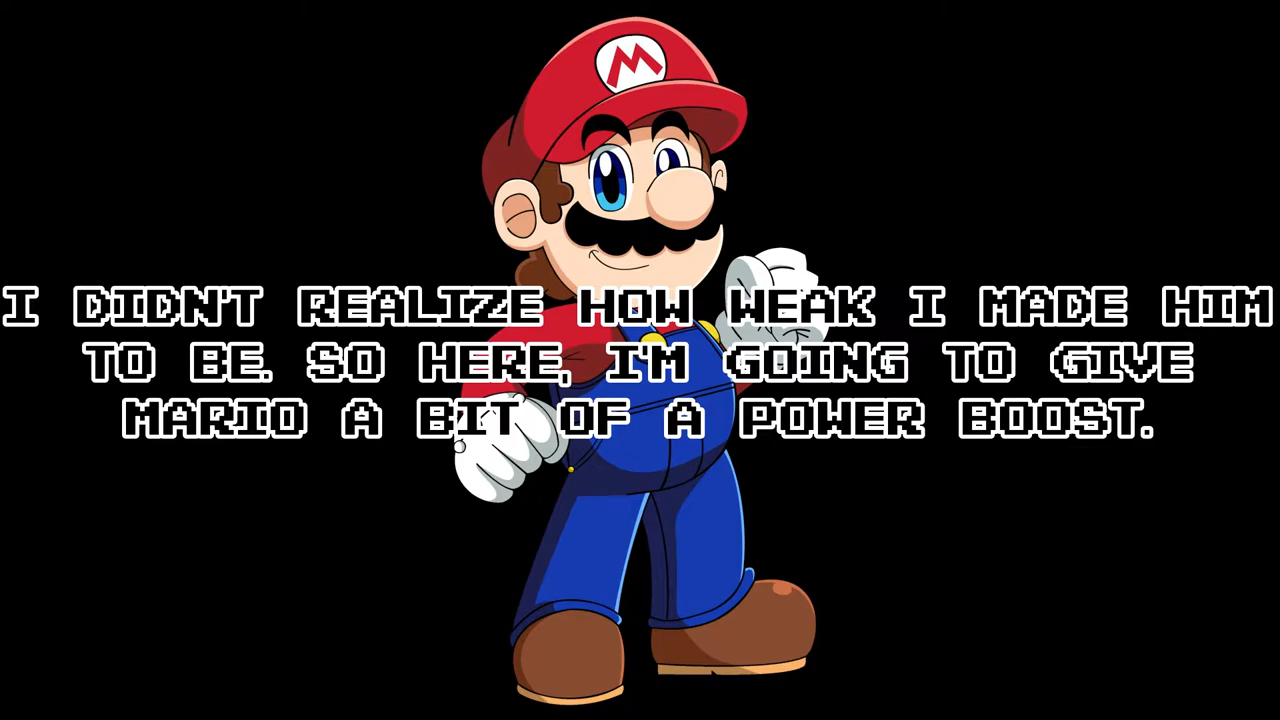 M
I DIDN'T REALIZE HOW WEAK I MADE HIM
TO BE. SO HERE, I'M GOING TO GIVE
MARIO A BIT OF A POWER BOOST.